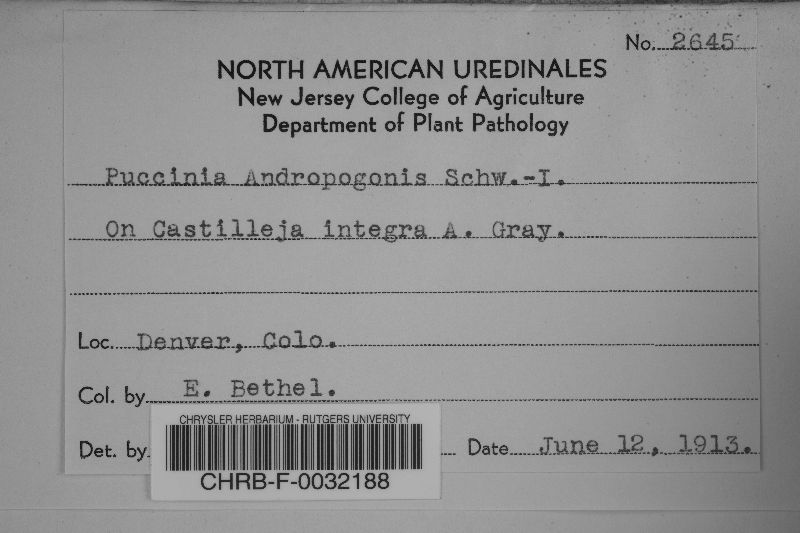 No. 2645
NORTH AMERICAN UREDINALES
New Jersey College of Agriculture
Department of Plant Pathology
Puccinia Andropogonis Schw.-I.
On Castilleja integra A. Gray.
Loc. Denver, Colo.
Col. by E. Bethel.
Det. by Date June 12, 1913.
CHRYSLER HERBARIUM - RUTGERS UNIVERSITY
CHRB-F-0032188